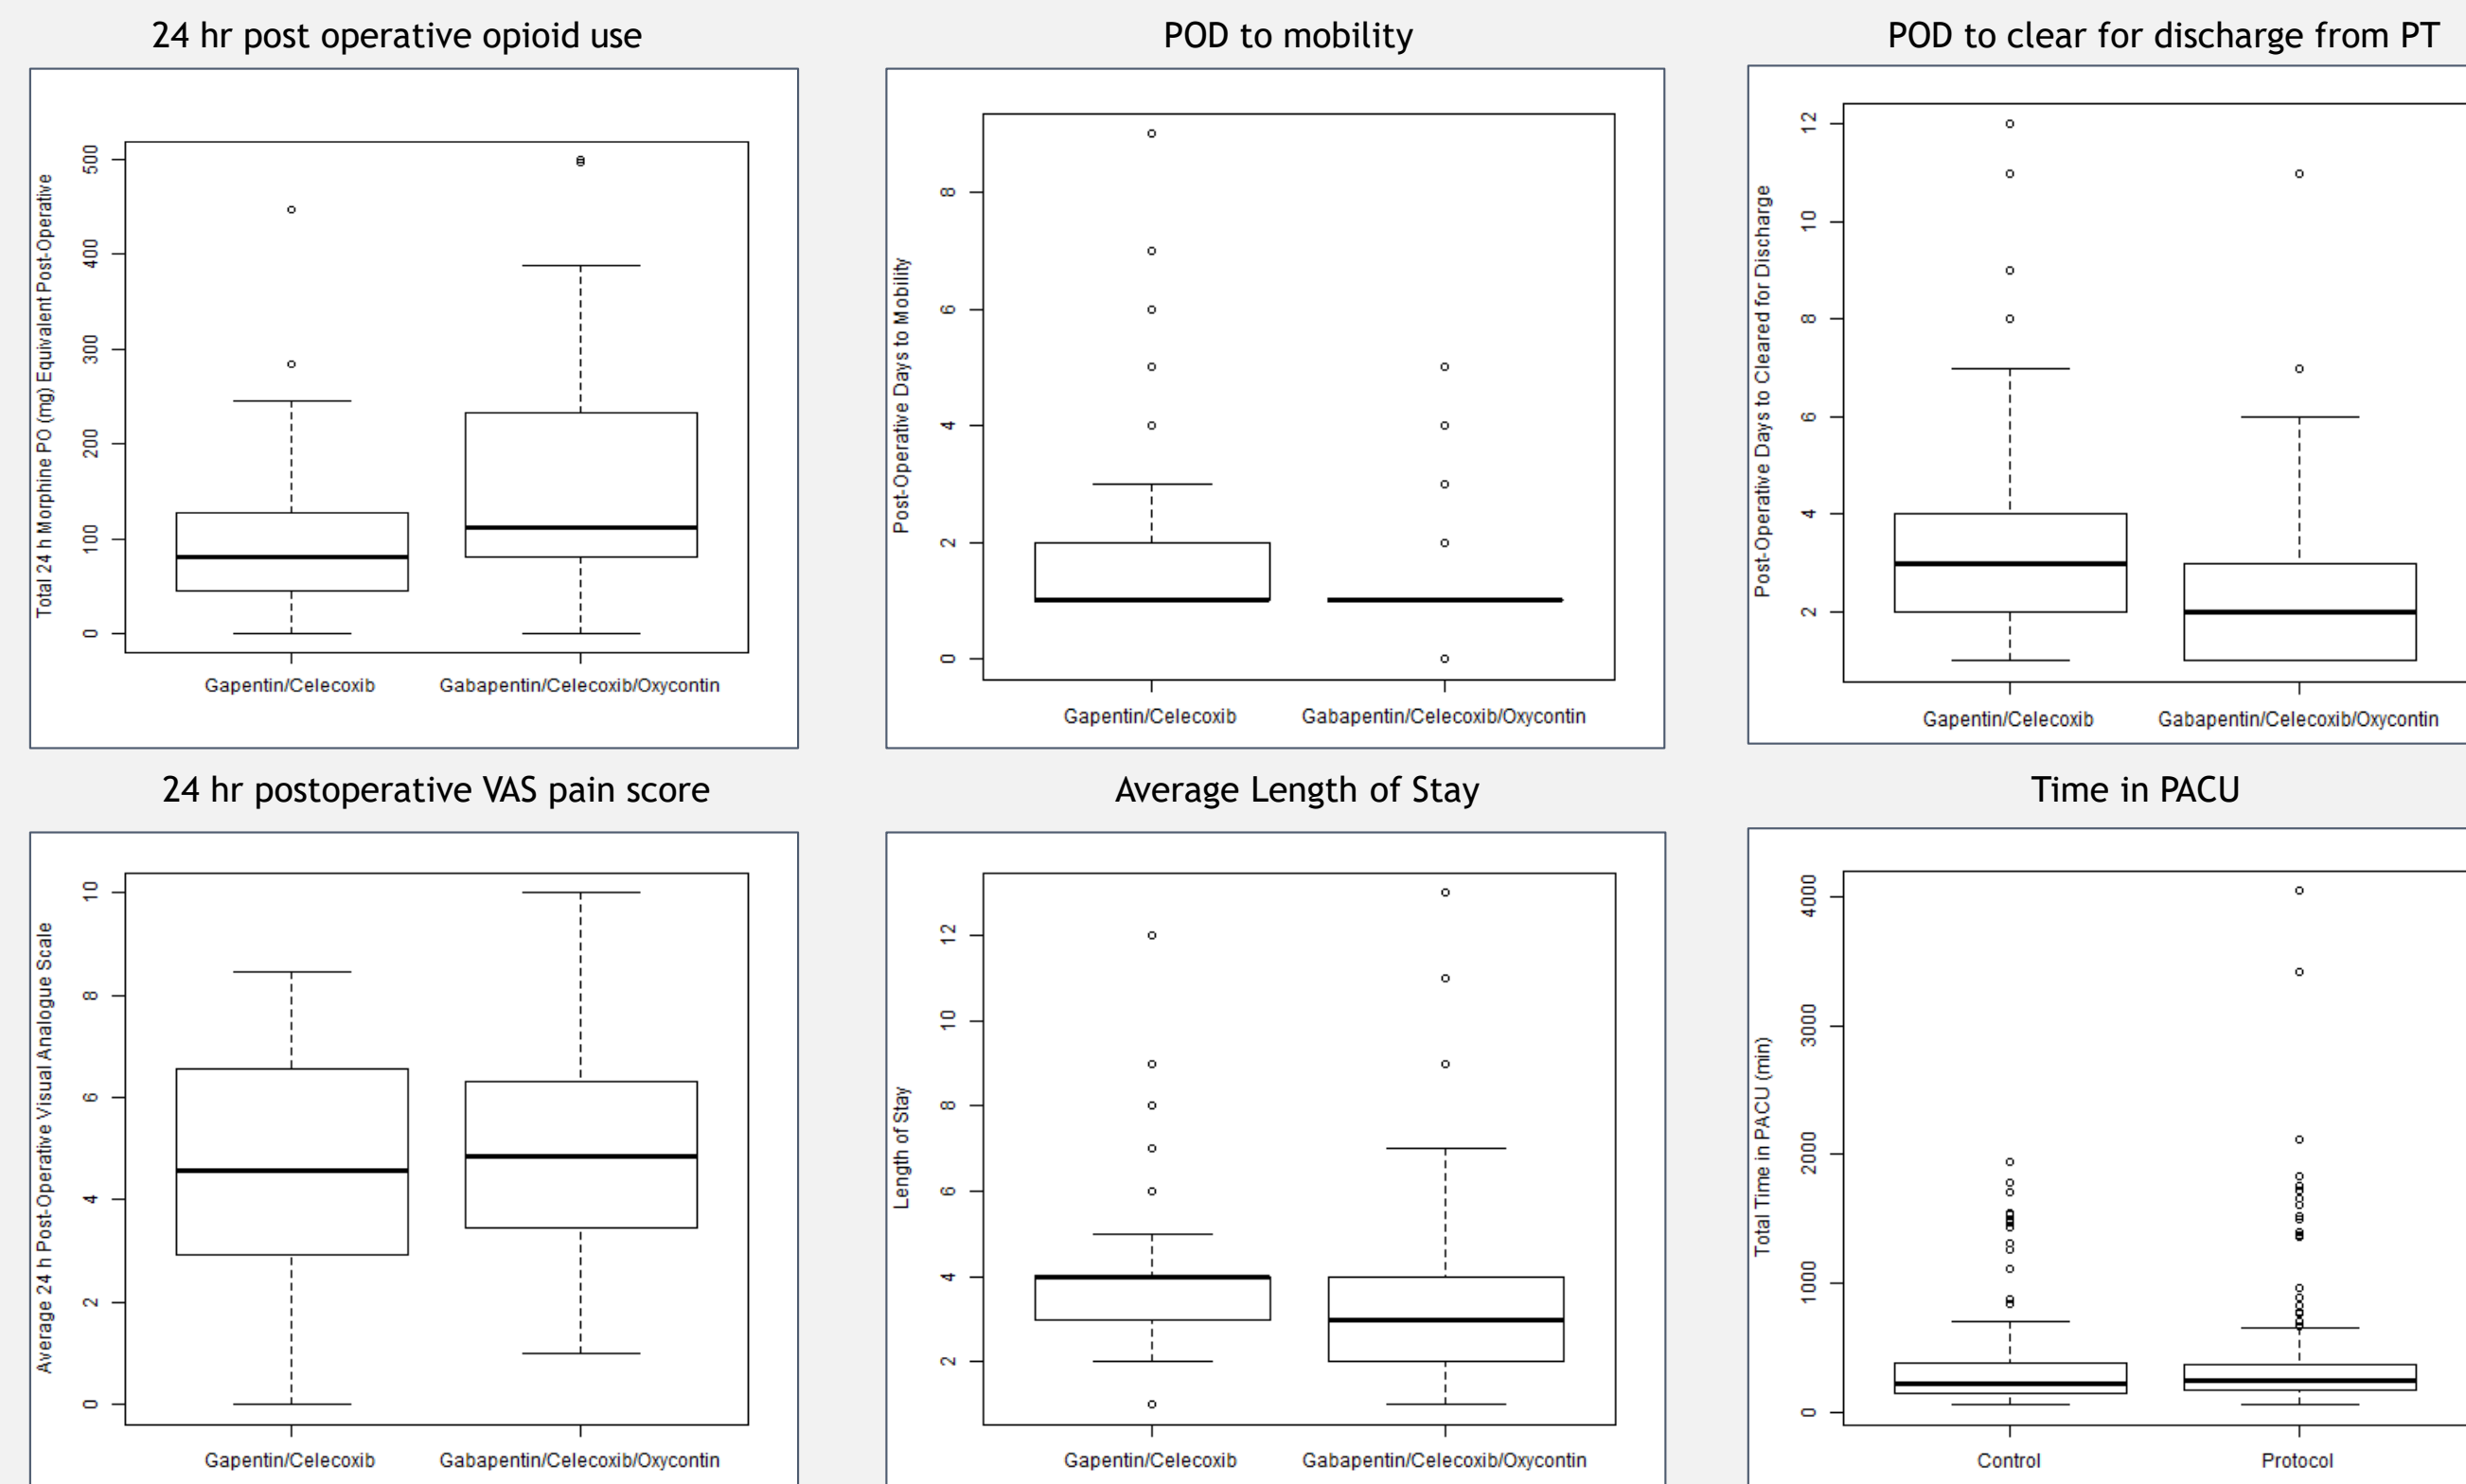 24 hr post operative opioid use
POD to mobility
POD to clear for discharge from PT
Total 24 h Morphine PO (mg) Equivalent Post-Operative
500
400
300
200
100
0
Gapentin/Celecoxib
Gabapentin/Celecoxib/Oxycontin
Post-Operative Days to Mobility
8
6
4
2
0
Gapentin/Celecoxib
Gabapentin/Celecoxib/Oxycontin
Post-Operative Days to Cleared for Discharge
12
10
8
6
4
2
Gapentin/Celecoxib
Gabapentin/Celecoxib/Oxycontin
24 hr postoperative VAS pain score
Average Length of Stay
Time in PACU
Average 24 h Post-Operative Visual Analogue Scale
10
8
6
4
2
0
Gapentin/Celecoxib
Gabapentin/Celecoxib/Oxycontin
Length of Stay
12
10
8
6
4
2
Gapentin/Celecoxib
Gabapentin/Celecoxib/Oxycontin
Total Time in PACU (min)
4000
3000
2000
1000
0
Control
Protocol